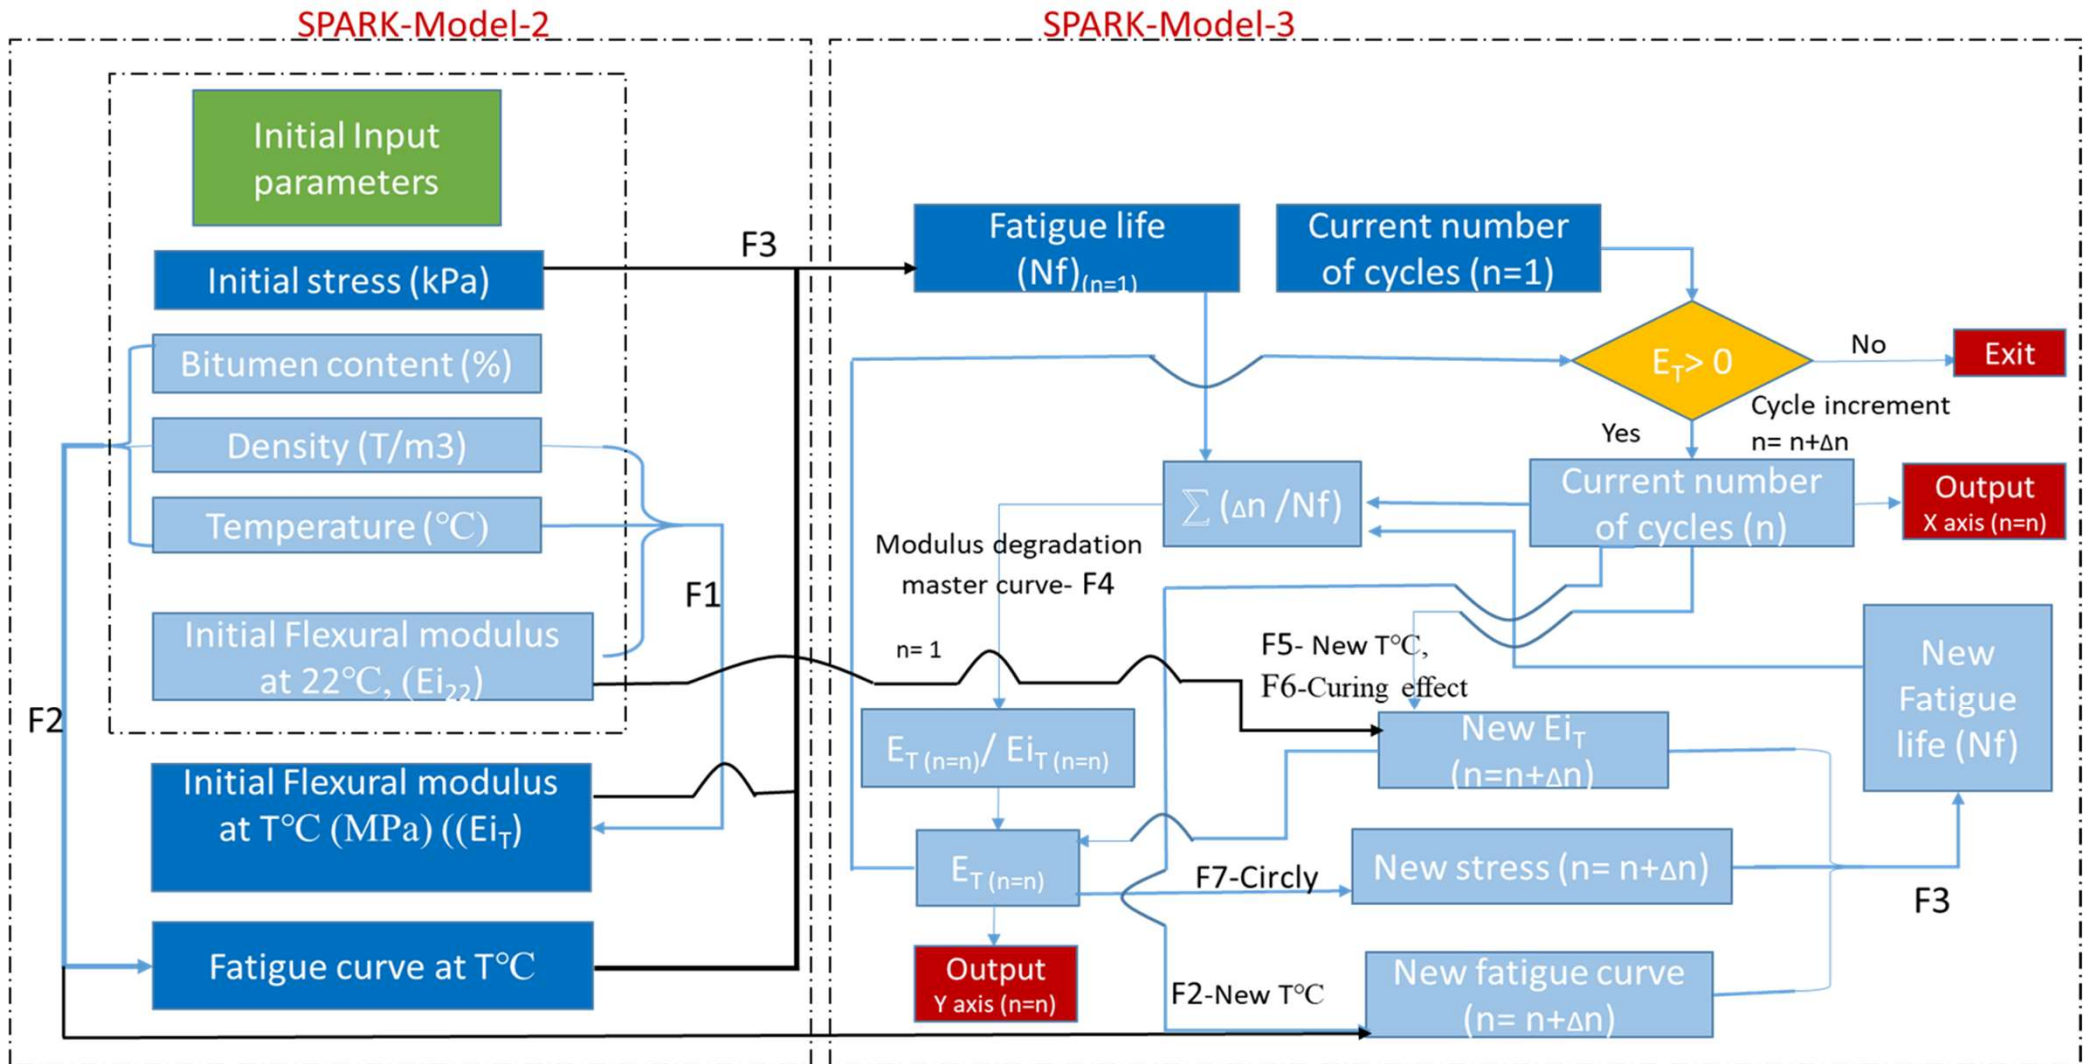 SPARK-Model-2
SPARK-Model-3
Initial Input
parameters
Initial stress (kPa)
Bitumen content (%)
Density (T/m3)
Temperature (℃)
Initial Flexural modulus
at 22℃, (Ei22)
Initial Flexural modulus
at T℃ (MPa) ((EiT)
Fatigue curve at T℃
F1
F2
F3
Fatigue life
(Nf)(n=1)
Current number
of cycles (n=1)
ET> 0
No
Exit
Yes
Cycle increment
n= n+Δn
∑ (Δn /Nf)
Current number
of cycles (n)
Output
X axis (n=n)
Modulus degradation
master curve- F4
n= 1
F5- New T℃,
F6-Curing effect
New
Fatigue
life (Nf)
ET (n=n)/ EiT (n=n)
New EiT
(n=n+Δn)
ET (n=n)
F7-Circly
New stress (n= n+Δn)
F3
Output
Y axis (n=n)
F2-New T℃
New fatigue curve
(n= n+Δn)